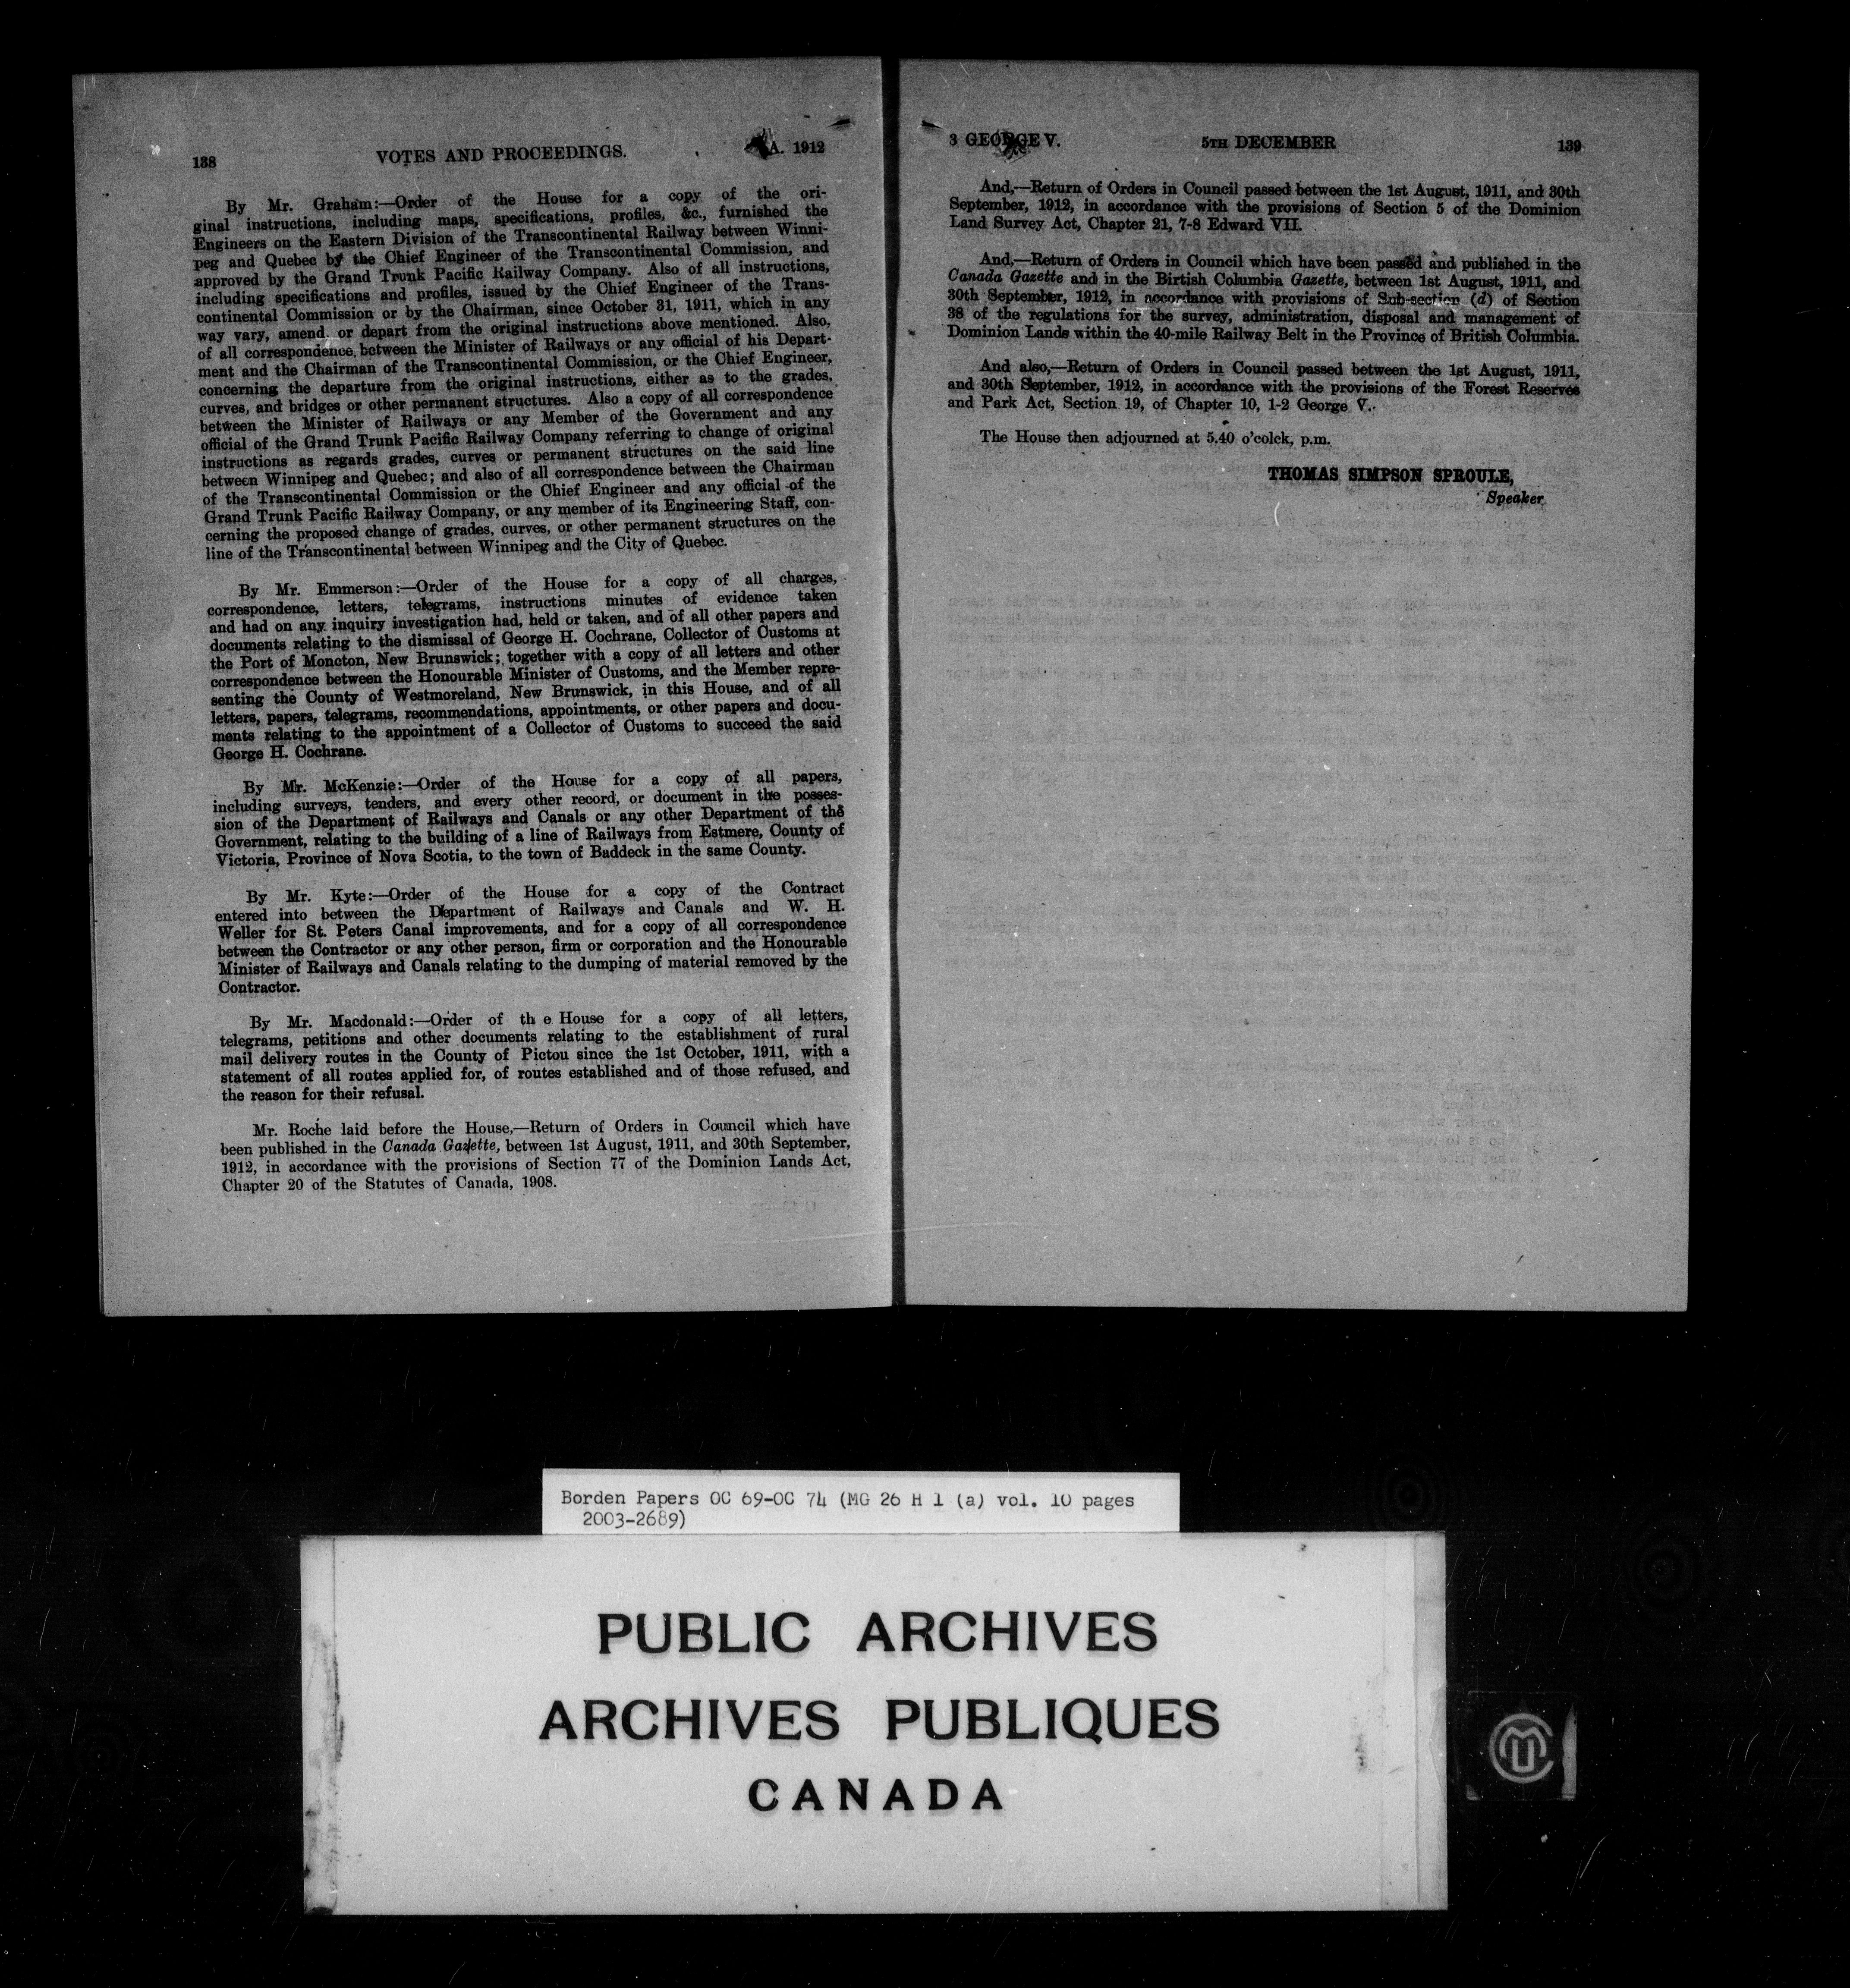 138 VOTES AND PROCEEDINGS. A. 1912
By Mr. Graham:—Order of the House for a copy of the ori-
ginal instructions, including maps, specifications, profiles, &c., furnished the
Engineers on the Eastern Division of the Transcontinental Railway between Winni-
peg and Quebec by the Chief Engineer of the Transcontinental Commission, and
approved by the Grand Trunk Pacific Railway Company. Also of all instructions,
including specifications and profiles, issued by the Chief Engineer of the Trans-
continental Commission or by the Chairman, since October 31, 1911, which in any
way vary, amend or depart from the original instructions above mentioned. Also,
of all correspondence between the Minister of Railways or any official of his Depart-
ment and the Chairman of the Transcontinental Commission, or the Chief Engineer,
concerning the departure from the original instructions, either as to the grades,
curves, and bridges or other permanent structures. Also a copy of all correspondence
between the Minister of Railways or any Member of the Government and any
official of the Grand Trunk Pacific Railway Company referring to change of original
instructions as regards grades, curves or permanent structures on the said line
between Winnipeg and Quebec; and also of all correspondence between the Chairman
of the Transcontinental Commission or the Chief Engineer and any official of the
Grand Trunk Pacific Railway Company, or any member of its Engineering Staff, con-
cerning the proposed change of grades, curves, or other permanent structures on the
line of the Transcontinental between Winnipeg and the City of Quebec.
By Mr. Emmerson:—Order of the House for a copy of all charges,
correspondence, letters, telegrams, instructions minutes of evidence taken
and had on any inquiry investigation had, held or taken, and of all other papers and
documents relating to the dismissal of George H. Cochrane, Collector of Customs at
the Port of Moncton, New Brunswick; together with a copy of all letters and other
correspondence between the Honourable Minister of Customs, and the Member repre-
senting the County of Westmoreland, New Brunswick, in this House, and of all
letters, papers, telegrams, recommendations, appointments, or other papers and docu-
ments relating to the appointment of a Collector of Customs to succeed the said
George H. Cochrane.
By Mr. McKenzie:—Order of the House for a copy of all papers,
including surveys, tenders, and every other record, or document in the posses-
sion of the Department of Railways and Canals or any other Department of the
Government, relating to the building of a line of Railways from Estmere, County of
Victoria, Province of Nova Scotia, to the town of Baddeck in the same County.
By Mr. Kyte:—Order of the House for a copy of the Contract
entered into between the Department of Railways and Canals and W. H.
Weller for St. Peters Canal improvements, and for a copy of all correspondence
between the Contractor or any other person, firm or corporation and the Honourable
Minister of Railways and Canals relating to the dumping of material removed by the
Contractor.
By Mr. Macdonald:—Order of th e House for a copy of all letters,
telegrams, petitions and other documents relating to the establishment of rural
mail delivery routes in the County of Pictou since the 1st October, 1911, with a
statement of all routes applied for, of routes established and of those refused, and
the reason for their refusal.
Mr. Roche laid before the House,—Return of Orders in Council which have
been published in the Canada Gazette, between 1st August, 1911, and 30th September,
1912, in accordance with the provisions of Section 77 of the Dominion Lands Act,
Chapter 20 of the Statutes of Canada, 1908.
3 GEORGE V. 5TH DECEMBER 139
And,—Return of Orders in Council passed between the 1st August, 1911, and 30th
September, 1912, in accordance with the provisions of Section 5 of the Dominion
Land Survey Act, Chapter 21, 7-8 Edward VII.
And,—Return of Orders in Council which have been passed and published in the
Canada Gazette and in the Birtish Columbia Gazette, between 1st August, 1911, and
30th September, 1912, in accordance with provisions of Sub-section (d) of Section
38 of the regulations for the survey, administration, disposal and management of
Dominion Lands within the 40-mile Railway Belt in the Province of British Columbia.
And also,—Return of Orders in Council passed between the 1st August, 1911,
and 30th September, 1912, in accordance with the provisions of the Forest Reserves
and Park Act, Section 19, of Chapter 10, 1-2 George V.
The House then adjourned at 5.40 o'colck, p.m.
THOMAS SIMPSON SPROULE,
Speaker
Borden Papers OC 69-OC 74 (MG 26 H 1 (a) vol. 10 pages
2003-2689)
PUBLIC ARCHIVES
ARCHIVES PUBLIQUES
CANADA